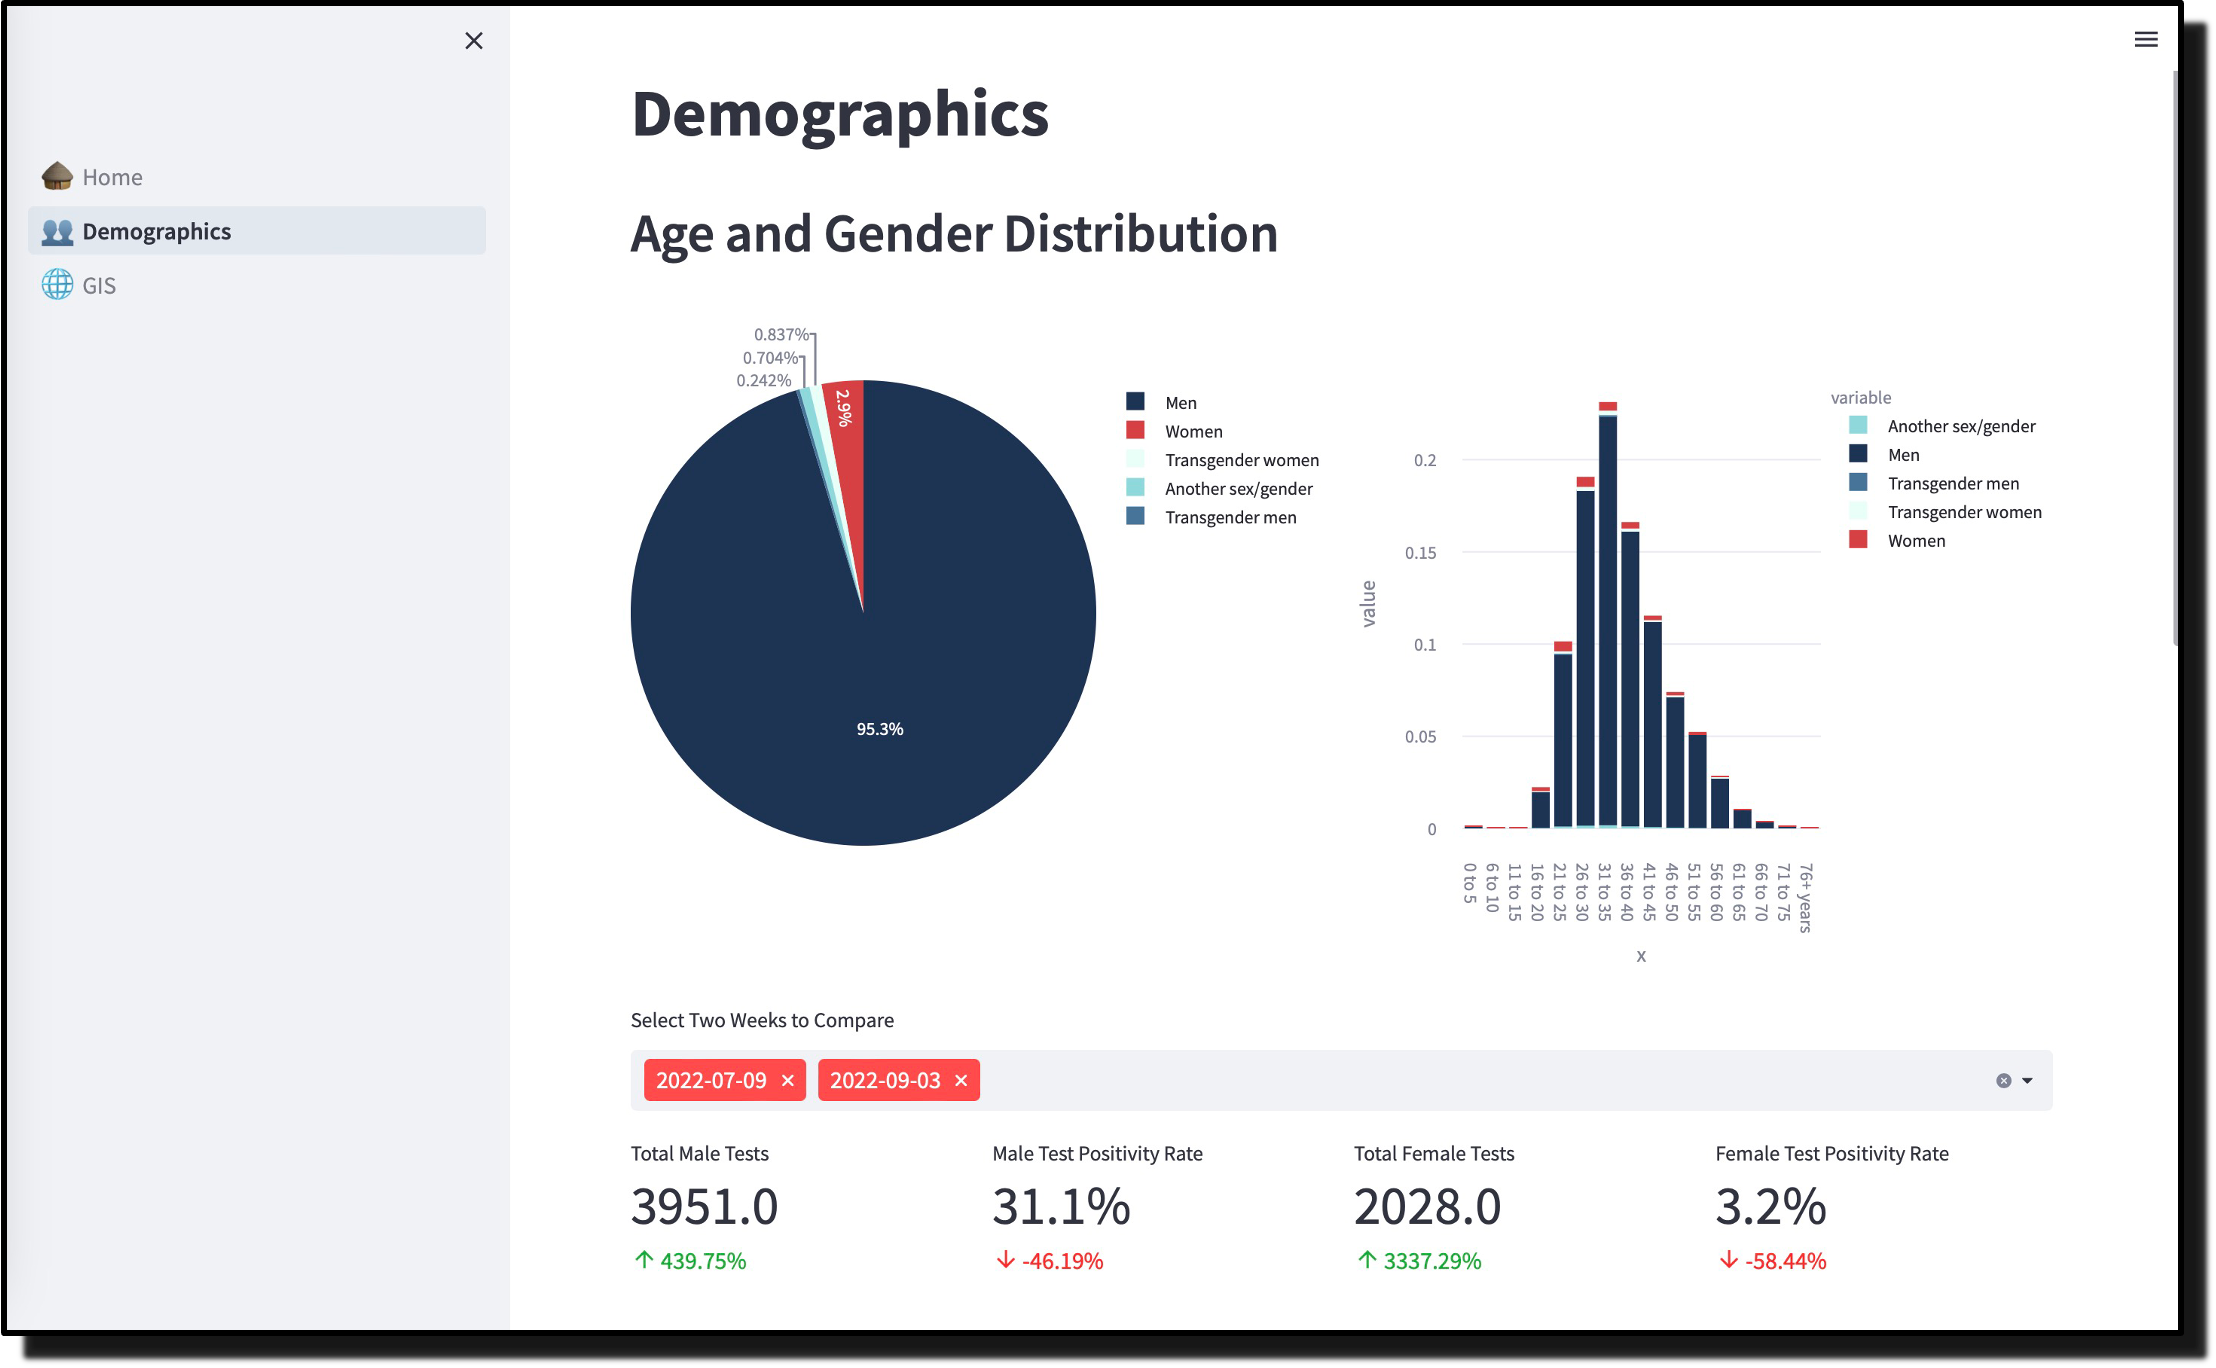 Home
Demographics
GIS
Demographics
Age and Gender Distribution
0.837%
0.704%
0.242%
2.9%
95.3%
Men
Women
Transgender women
Another sex/gender
Transgender men
variable
Another sex/gender
Men
Transgender men
Transgender women
Women
value
0.2
0.15
0.1
0.05
0
0 to 5
6 to 10
11 to 15
16 to 20
21 to 25
26 to 30
31 to 35
36 to 40
41 to 45
46 to 50
51 to 55
56 to 60
61 to 65
66 to 70
71 to 75
76+ years
x
Select Two Weeks to Compare
2022-07-09 2022-09-03
Total Male Tests
3951.0
439.75%
Male Test Positivity Rate
31.1%
-46.19%
Total Female Tests
2028.0
3337.29%
Female Test Positivity Rate
3.2%
-58.44%